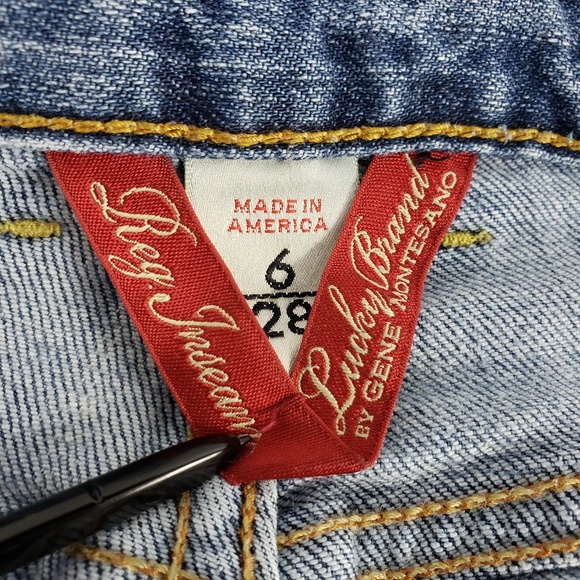 Reg. Inseam
MADE IN
AMERICA
6
28
Lucky Brand
BY GENE MONTESANO